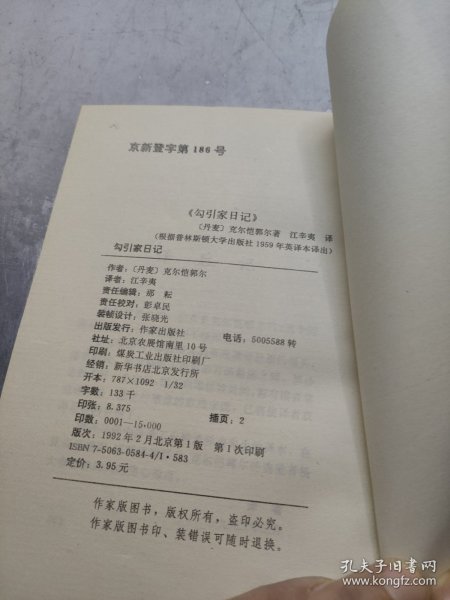 京新登字第186号
《勾引家日记》
〔丹麦〕克尔恺郭尔著 江辛夷 译
(根据普林斯顿大学出版社1959年英译本译出)
勾引家日记
作者:〔丹麦〕克尔恺郭尔
译者:江辛夷
责任编辑:邢 耘
责任校对:彭卓民
装帧设计:张晓光
出版发行:作家出版社 电话:5005588转
社址:北京农展馆南里10号
印刷:煤炭工业出版社印刷厂
经销:新华书店北京发行所
开本:787×1092 1/32
字数:133千
印张:8.375 插页:2
印数:0001-15,000
版次:1992年2月北京第1版 第1次印刷
ISBN 7-5063-0584-4/I·583
定价:3.95元
作家版图书,版权所有,盗印必究。
作家版图书印、装错误可随时退换。
孔夫子旧书网
www.kongfz.com